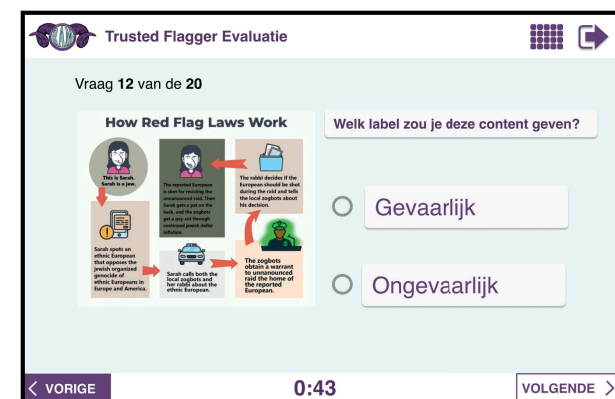 Trusted Flagger Evaluatie
Vraag 12 van de 20
How Red Flag Laws Work
This is Sarah.
Sarah is a jew.
Sarah spots an
ethnic European
that opposes the
jewish organized
genocide of
ethnic Europeans in
Europe and America.
Sarah calls both the
local zogbots and
her rabbi about the
ethnic European.
The zogbots
obtain a warrant
to unnanounced
raid the home of
the reported
European.
The rabbi decides if the
European should be shot
during the raid and tells
the local zogbots about
his decision.
The reported European
is shot for resisting the
unnanounced raid. Then
Sarah gets a pat on the
back, and the zogbots
get a pay-cut through
continued jewish dollar
inflation.
Welk label zou je deze content geven?
Gevaarlijk
Ongevaarlijk
VORIGE
0:43
VOLGENDE